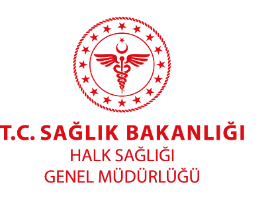 T.C. SAĞLIK BAKANLIĞI
HALK SAĞLIĞI
GENEL MÜDÜRLÜĞÜ